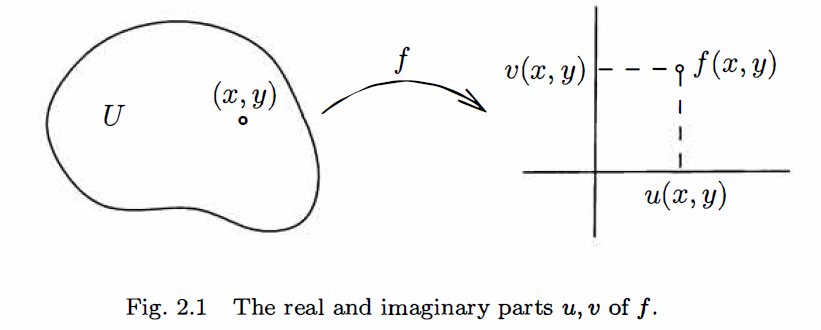 f
v(x, y) f(x, y)
(x, y)
U
u(x, y)
Fig. 2.1 The real and imaginary parts u, v of f.